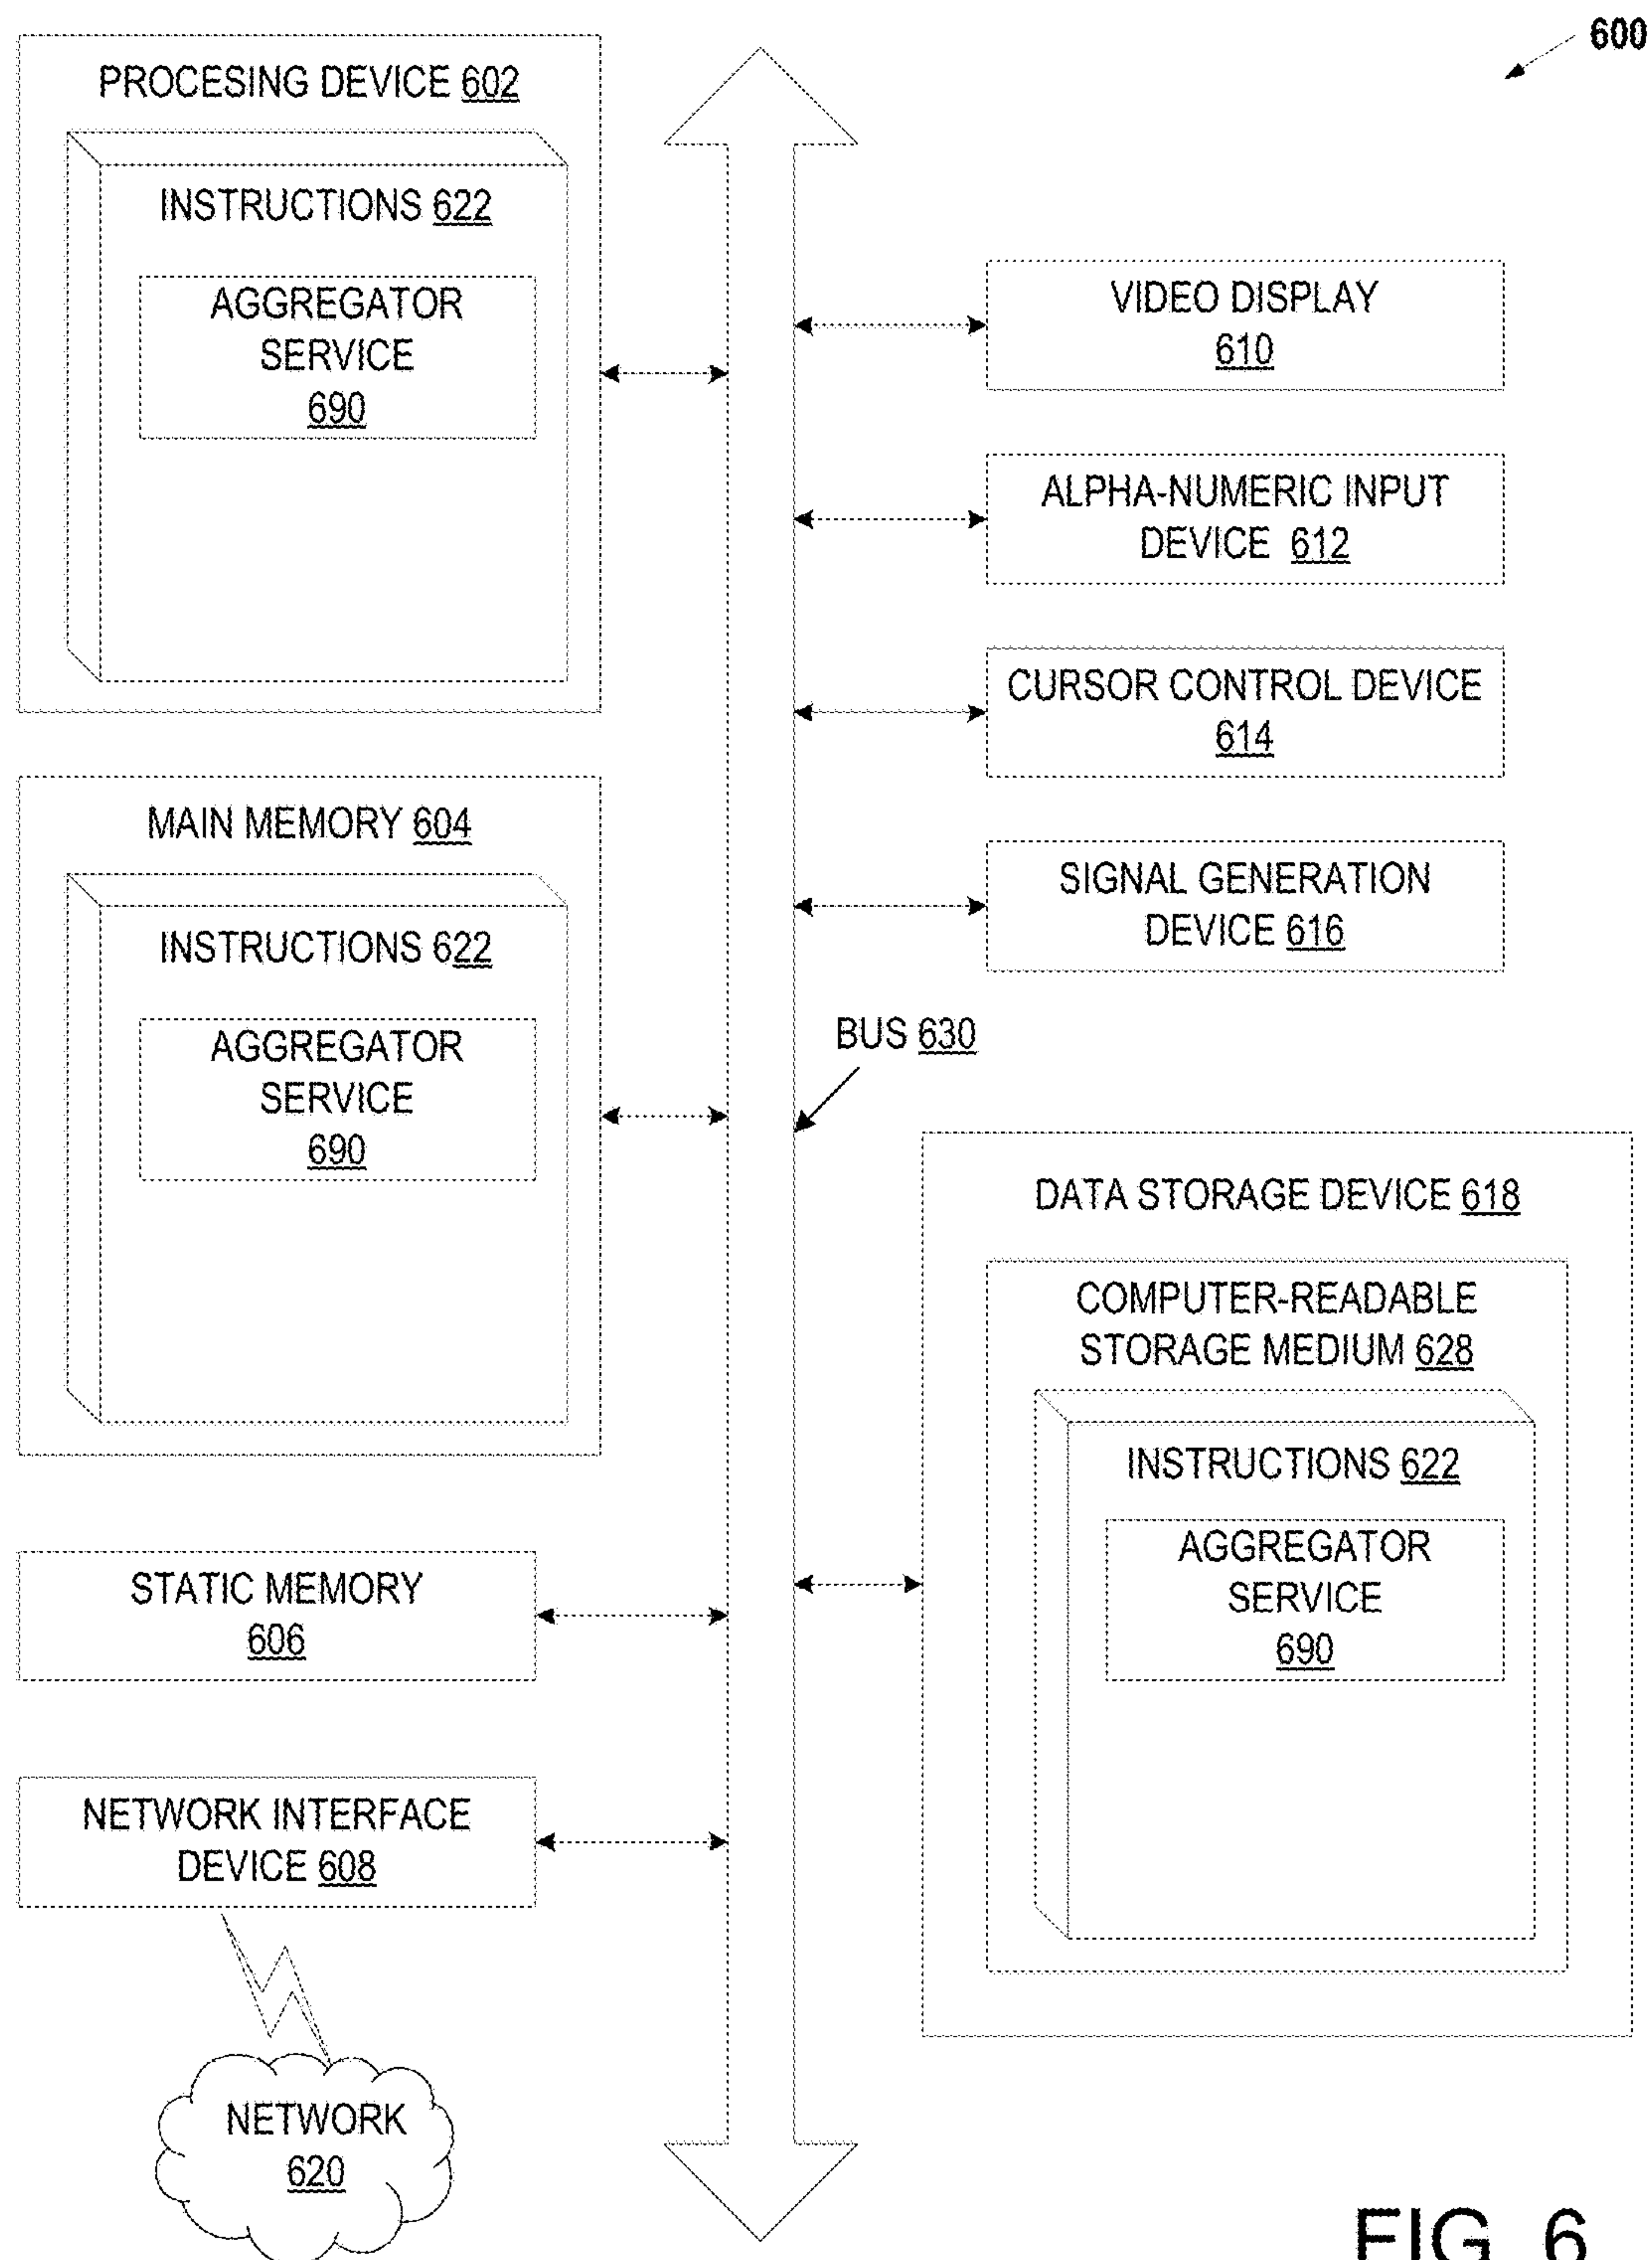 600
PROCESING DEVICE 602
INSTRUCTIONS 622
AGGREGATOR
SERVICE
690
VIDEO DISPLAY
610
ALPHA-NUMERIC INPUT
DEVICE 612
CURSOR CONTROL DEVICE
614
MAIN MEMORY 604
INSTRUCTIONS 622
AGGREGATOR
SERVICE
690
SIGNAL GENERATION
DEVICE 616
BUS 630
DATA STORAGE DEVICE 618
COMPUTER-READABLE
STORAGE MEDIUM 628
INSTRUCTIONS 622
AGGREGATOR
SERVICE
690
STATIC MEMORY
606
NETWORK INTERFACE
DEVICE 608
NETWORK
620
FIG. 6